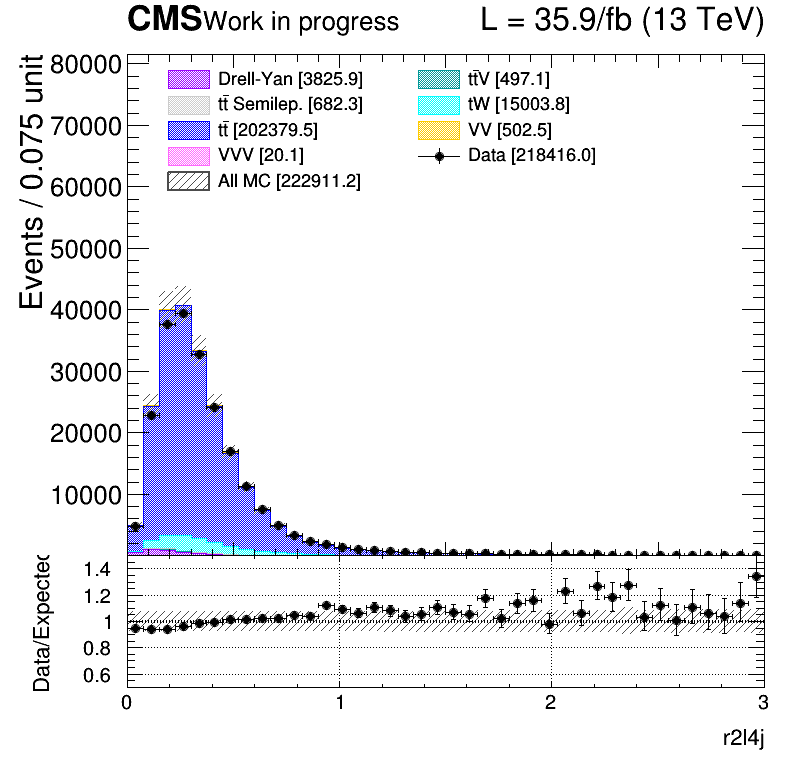 CMS Work in progress L = 35.9/fb (13 TeV)
Events / 0.075 unit
80000
70000
60000
50000
40000
30000
20000
10000
Drell-Yan [3825.9]
tt̄ Semilep. [682.3]
tt̄ [202379.5]
VVV [20.1]
All MC [222911.2]
tt̄V [497.1]
tW [15003.8]
VV [502.5]
Data [218416.0]
Data/Expected
1.4
1.2
1
0.8
0.6
0 1 2 3
r2l4j